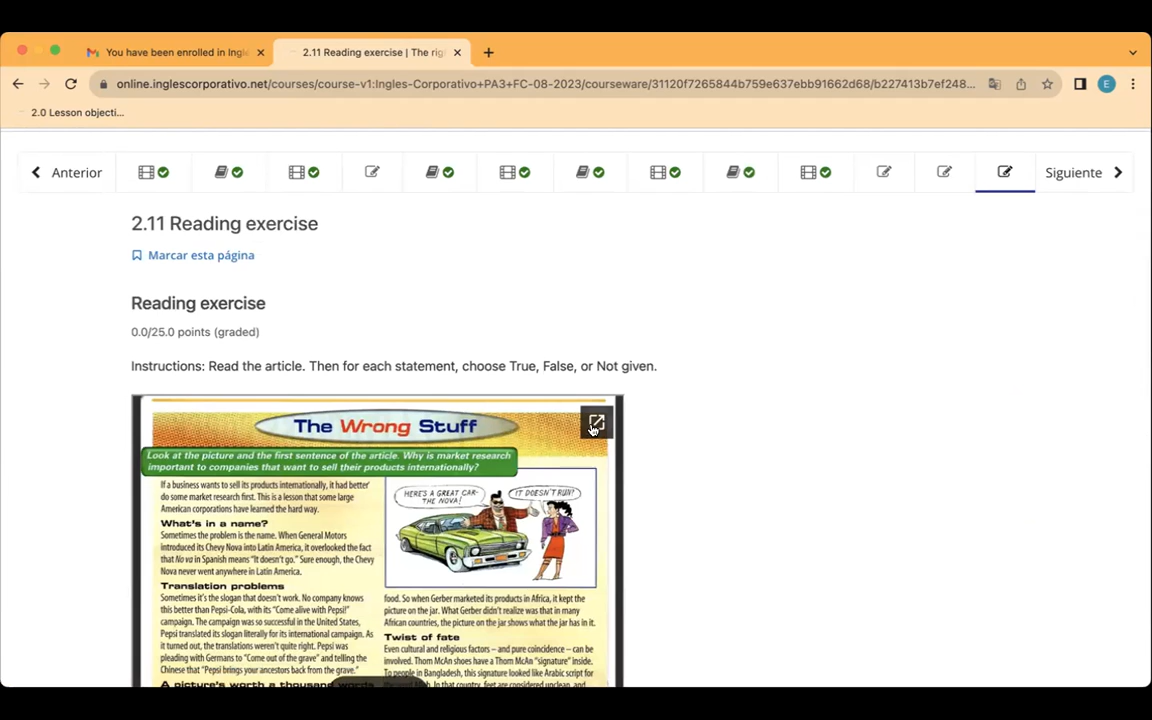 You have been enrolled in Ingle
2.11 Reading exercise | The rig
online.inglescorporativo.net/courses/course-v1:Ingles-Corporativo+PA3+FC-08-2023/courseware/31120f7265844b759e637ebb91662d68/b227413b7ef248...
E
2.0 Lesson objecti...
Anterior
Siguiente
2.11 Reading exercise
Marcar esta página
Reading exercise
0.0/25.0 points (graded)
Instructions: Read the article. Then for each statement, choose True, False, or Not given.
The Wrong Stuff
Look at the picture and the first sentence of the article. Why is market research
important to companies that want to sell their products internationally?
If a business wants to sell its products internationally, it had better
do some market research first. This is a lesson that some large
American corporations have learned the hard way.
What's in a name?
Sometimes the problem is the name. When General Motors
introduced its Chevy Nova into Latin America, it overlooked the fact
that No va in Spanish means "It doesn't go." Sure enough, the Chevy
Nova never went anywhere in Latin America.
Translation problems
Sometimes it's the slogan that doesn't work. No company knows
this better than Pepsi-Cola, with its "Come alive with Pepsi!"
campaign. The campaign was so successful in the United States,
Pepsi translated its slogan literally for its international campaign. As
it turned out, the translations weren't quite right. Pepsi was
pleading with Germans to "Come out of the grave" and telling the
Chinese that "Pepsi brings your ancestors back from the grave."
A picture's worth a thousand words
HERE'S A GREAT CAR-
THE NOVA!
IT DOESN'T RUN!
food. So when Gerber marketed its products in Africa, it kept the
picture on the jar. What Gerber didn't realize was that in many
African countries, the picture on the jar shows what the jar has in it.
Twist of fate
Even cultural and religious factors – and pure coincidence – can be
involved. Thom McAn shoes have a Thom McAn "signature" inside.
To people in Bangladesh, this signature looked like Arabic script for
In that country, feet are considered unclean, and